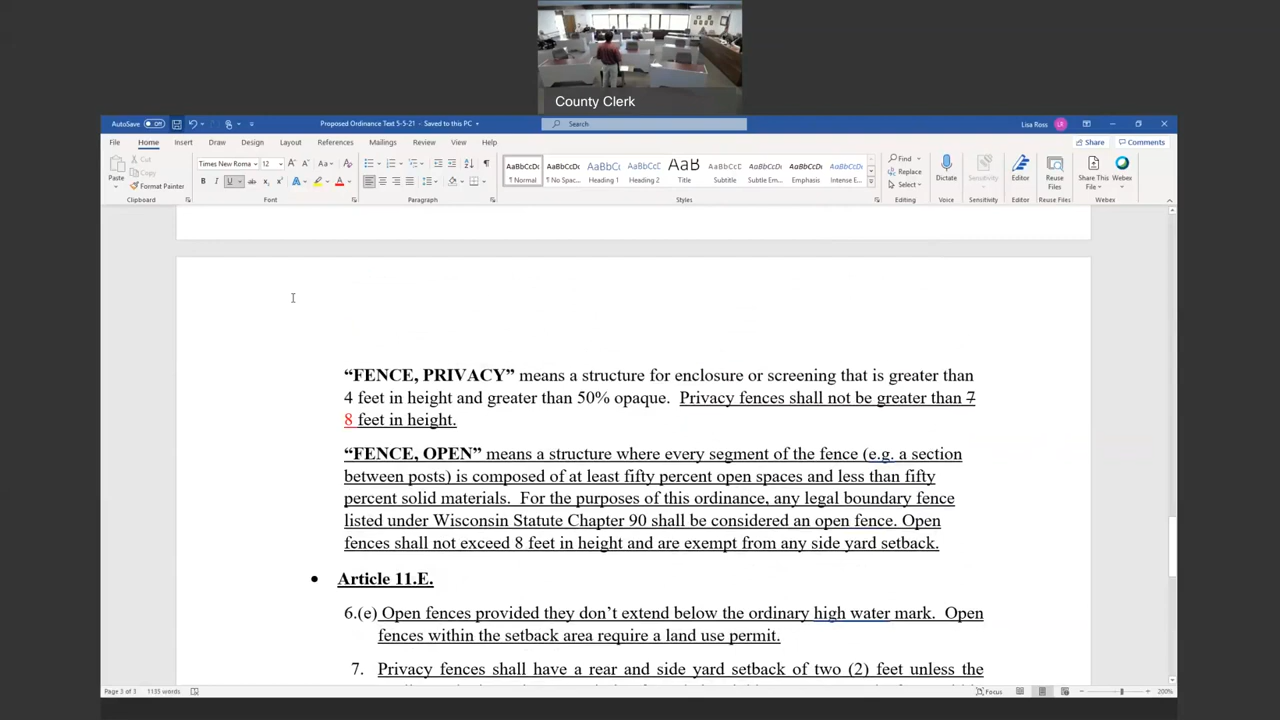 County Clerk
AutoSave Off Proposed Ordinance Text 5-5-21 - Saved to this PC Search Lisa Ross LR
File Home Insert Draw Design Layout References Mailings Review View Help Share Comments
Paste Cut Copy Format Painter
Times New Roma 12
AaBbCcDc AaBbCcDc AaBbCc AaBbCcD AaB AaBbCcD AaBbCcDc AaBbCcDc AaBbCcDc
¶ Normal ¶ No Spac... Heading 1 Heading 2 Title Subtitle Subtle Em... Emphasis Intense E...
Find Replace Select
Dictate Sensitivity Editor Reuse Files Share This File Webex
Clipboard Font Paragraph Styles Editing Voice Sensitivity Editor Reuse Files Webex
“FENCE, PRIVACY” means a structure for enclosure or screening that is greater than
4 feet in height and greater than 50% opaque. Privacy fences shall not be greater than 7
8 feet in height.
“FENCE, OPEN” means a structure where every segment of the fence (e.g. a section
between posts) is composed of at least fifty percent open spaces and less than fifty
percent solid materials. For the purposes of this ordinance, any legal boundary fence
listed under Wisconsin Statute Chapter 90 shall be considered an open fence. Open
fences shall not exceed 8 feet in height and are exempt from any side yard setback.
• Article 11.E.
6.(e) Open fences provided they don’t extend below the ordinary high water mark. Open
fences within the setback area require a land use permit.
7. Privacy fences shall have a rear and side yard setback of two (2) feet unless the
Page 3 of 3 1135 words Focus 200%